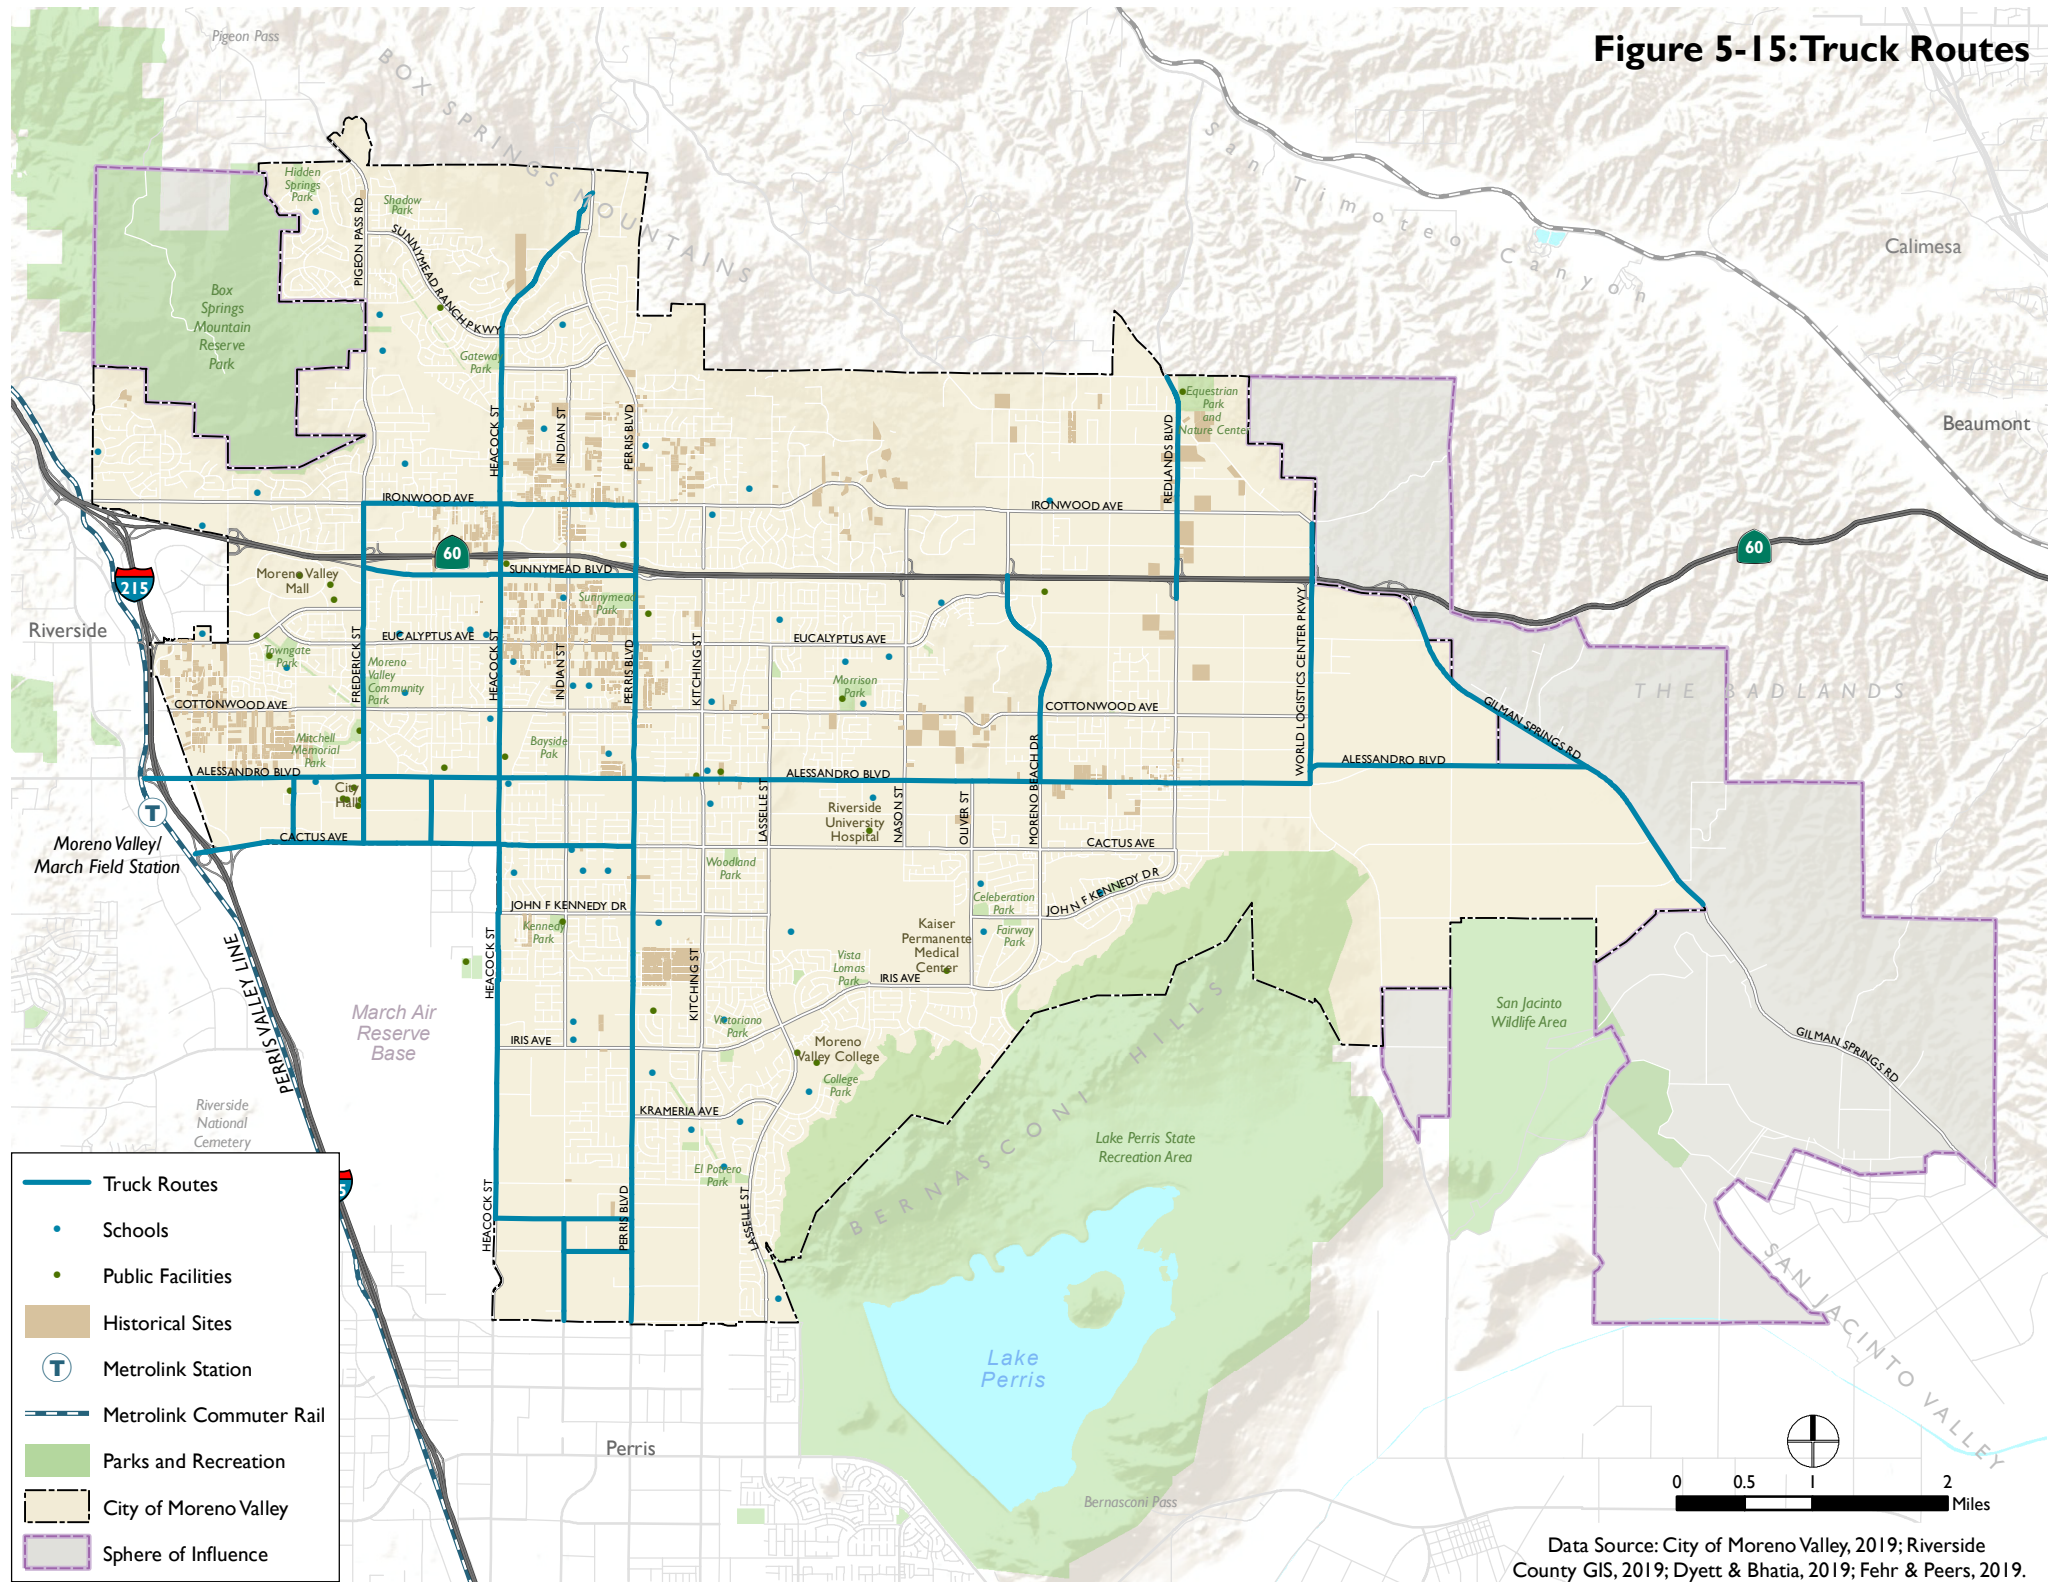 Figure 5-15: Truck Routes
Pigeon Pass
BOX SPRINGS MOUNTAINS
San Timoteo Canyon
Calimesa
Beaumont
Hidden
Springs
Park
Shadow
Park
PIGEON PASS RD
SUNNYMEAD RANCH PKWY
Box
Springs
Mountain
Reserve
Park
Gateway
Park
HEACOCK ST
INDIAN ST
PERRIS BLVD
REDLANDS BLVD
Equestrian
Park
and
Nature Center
IRONWOOD AVE
IRONWOOD AVE
60
60
215
Moreno Valley
Mall
SUNNYMEAD BLVD
Sunnymead
Park
Riverside
EUCALYPTUS AVE
EUCALYPTUS AVE
Towngate
Park
FREDERICK ST
Moreno
Valley
Community
Park
HEACOCK ST
INDIAN ST
PERRIS BLVD
KITCHING ST
Morrison
Park
WORLD LOGISTICS CENTER PKWY
THE BADLANDS
COTTONWOOD AVE
COTTONWOOD AVE
GILMAN SPRINGS RD
Mitchell
Memorial
Park
Bayside
Pak
MORENO BEACH DR
ALESSANDRO BLVD
ALESSANDRO BLVD
ALESSANDRO BLVD
City
Hall
LASSELLE ST
Riverside
University
Hospital
NASON ST
OLIVER ST
CACTUS AVE
CACTUS AVE
Moreno Valley/
March Field Station
Woodland
Park
JOHN F KENNEDY DR
JOHN F KENNEDY DR
Celeberation
Park
Kennedy
Park
Kaiser
Permanente
Medical
Center
Fairway
Park
HEACOCK ST
KITCHING ST
Vista
Lomas
Park
IRIS AVE
PERRIS VALLEY LINE
March Air
Reserve
Base
San Jacinto
Wildlife Area
Victoriano
Park
IRIS AVE
Moreno
Valley College
GILMAN SPRINGS RD
College
Park
BERNASCONI HILLS
Riverside
National
Cemetery
KRAMERIA AVE
Lake Perris State
Recreation Area
El Potrero
Park
HEACOCK ST
PERRIS BLVD
LASSELLE ST
5
Truck Routes
Schools
Public Facilities
Historical Sites
T
Metrolink Station
Metrolink Commuter Rail
Parks and Recreation
City of Moreno Valley
Sphere of Influence
T
SAN JACINTO VALLEY
Lake
Perris
Perris
Bernasconi Pass
0 0.5 1 2
Miles
Data Source: City of Moreno Valley, 2019; Riverside
County GIS, 2019; Dyett & Bhatia, 2019; Fehr & Peers, 2019.